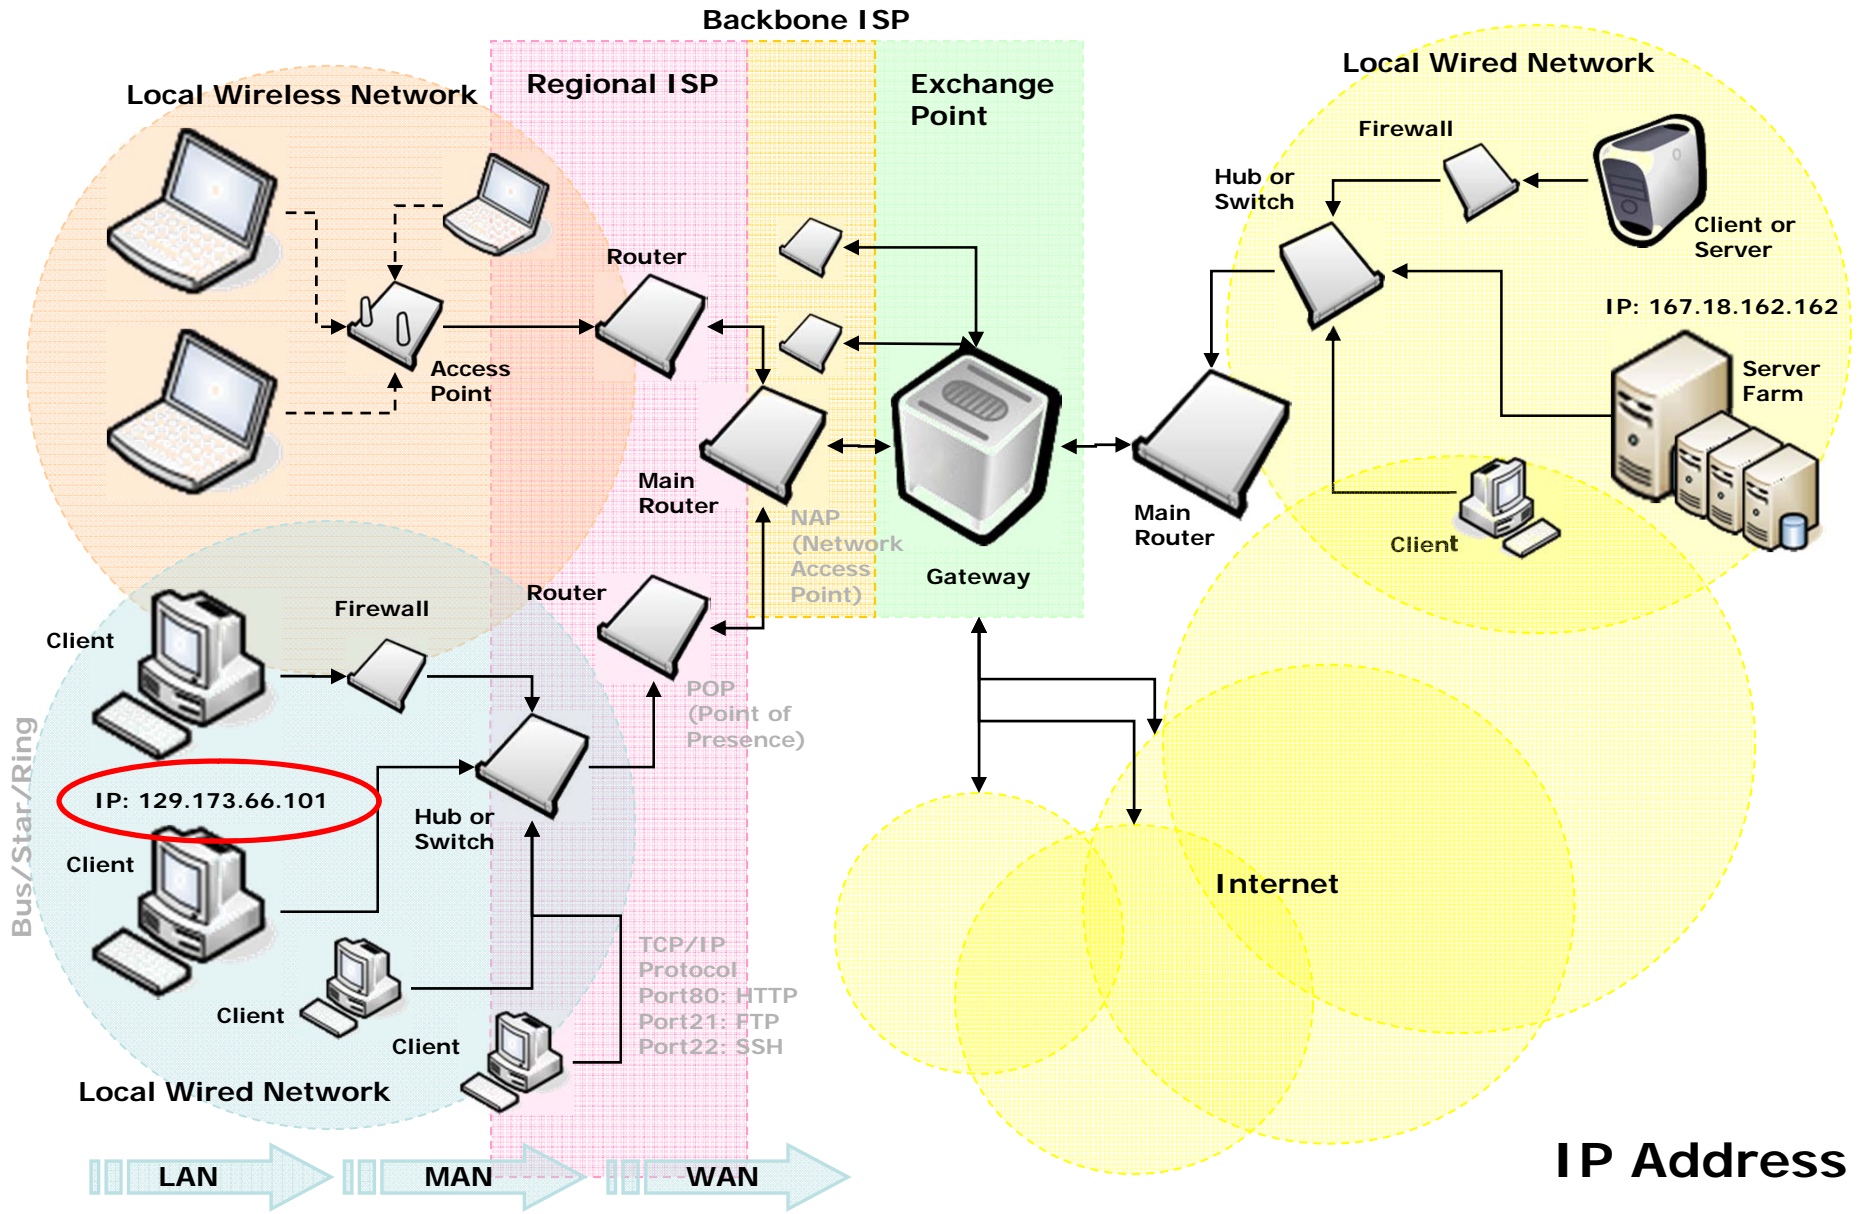 Backbone ISP
Local Wireless Network
Regional ISP
Exchange
Point
Local Wired Network
Firewall
Hub or
Switch
Client or
Server
Router
IP: 167.18.162.162
Access
Point
Server
Farm
Main
Router
NAP
(Network
Access
Point)
Main
Router
Client
Gateway
Router
Firewall
Client
POP
(Point of
Presence)
Bus/Star/Ring
IP: 129.173.66.101
Hub or
Switch
Client
Internet
TCP/IP
Protocol
Port80: HTTP
Port21: FTP
Port22: SSH
Client
Client
Local Wired Network
LAN
MAN
WAN
IP Address